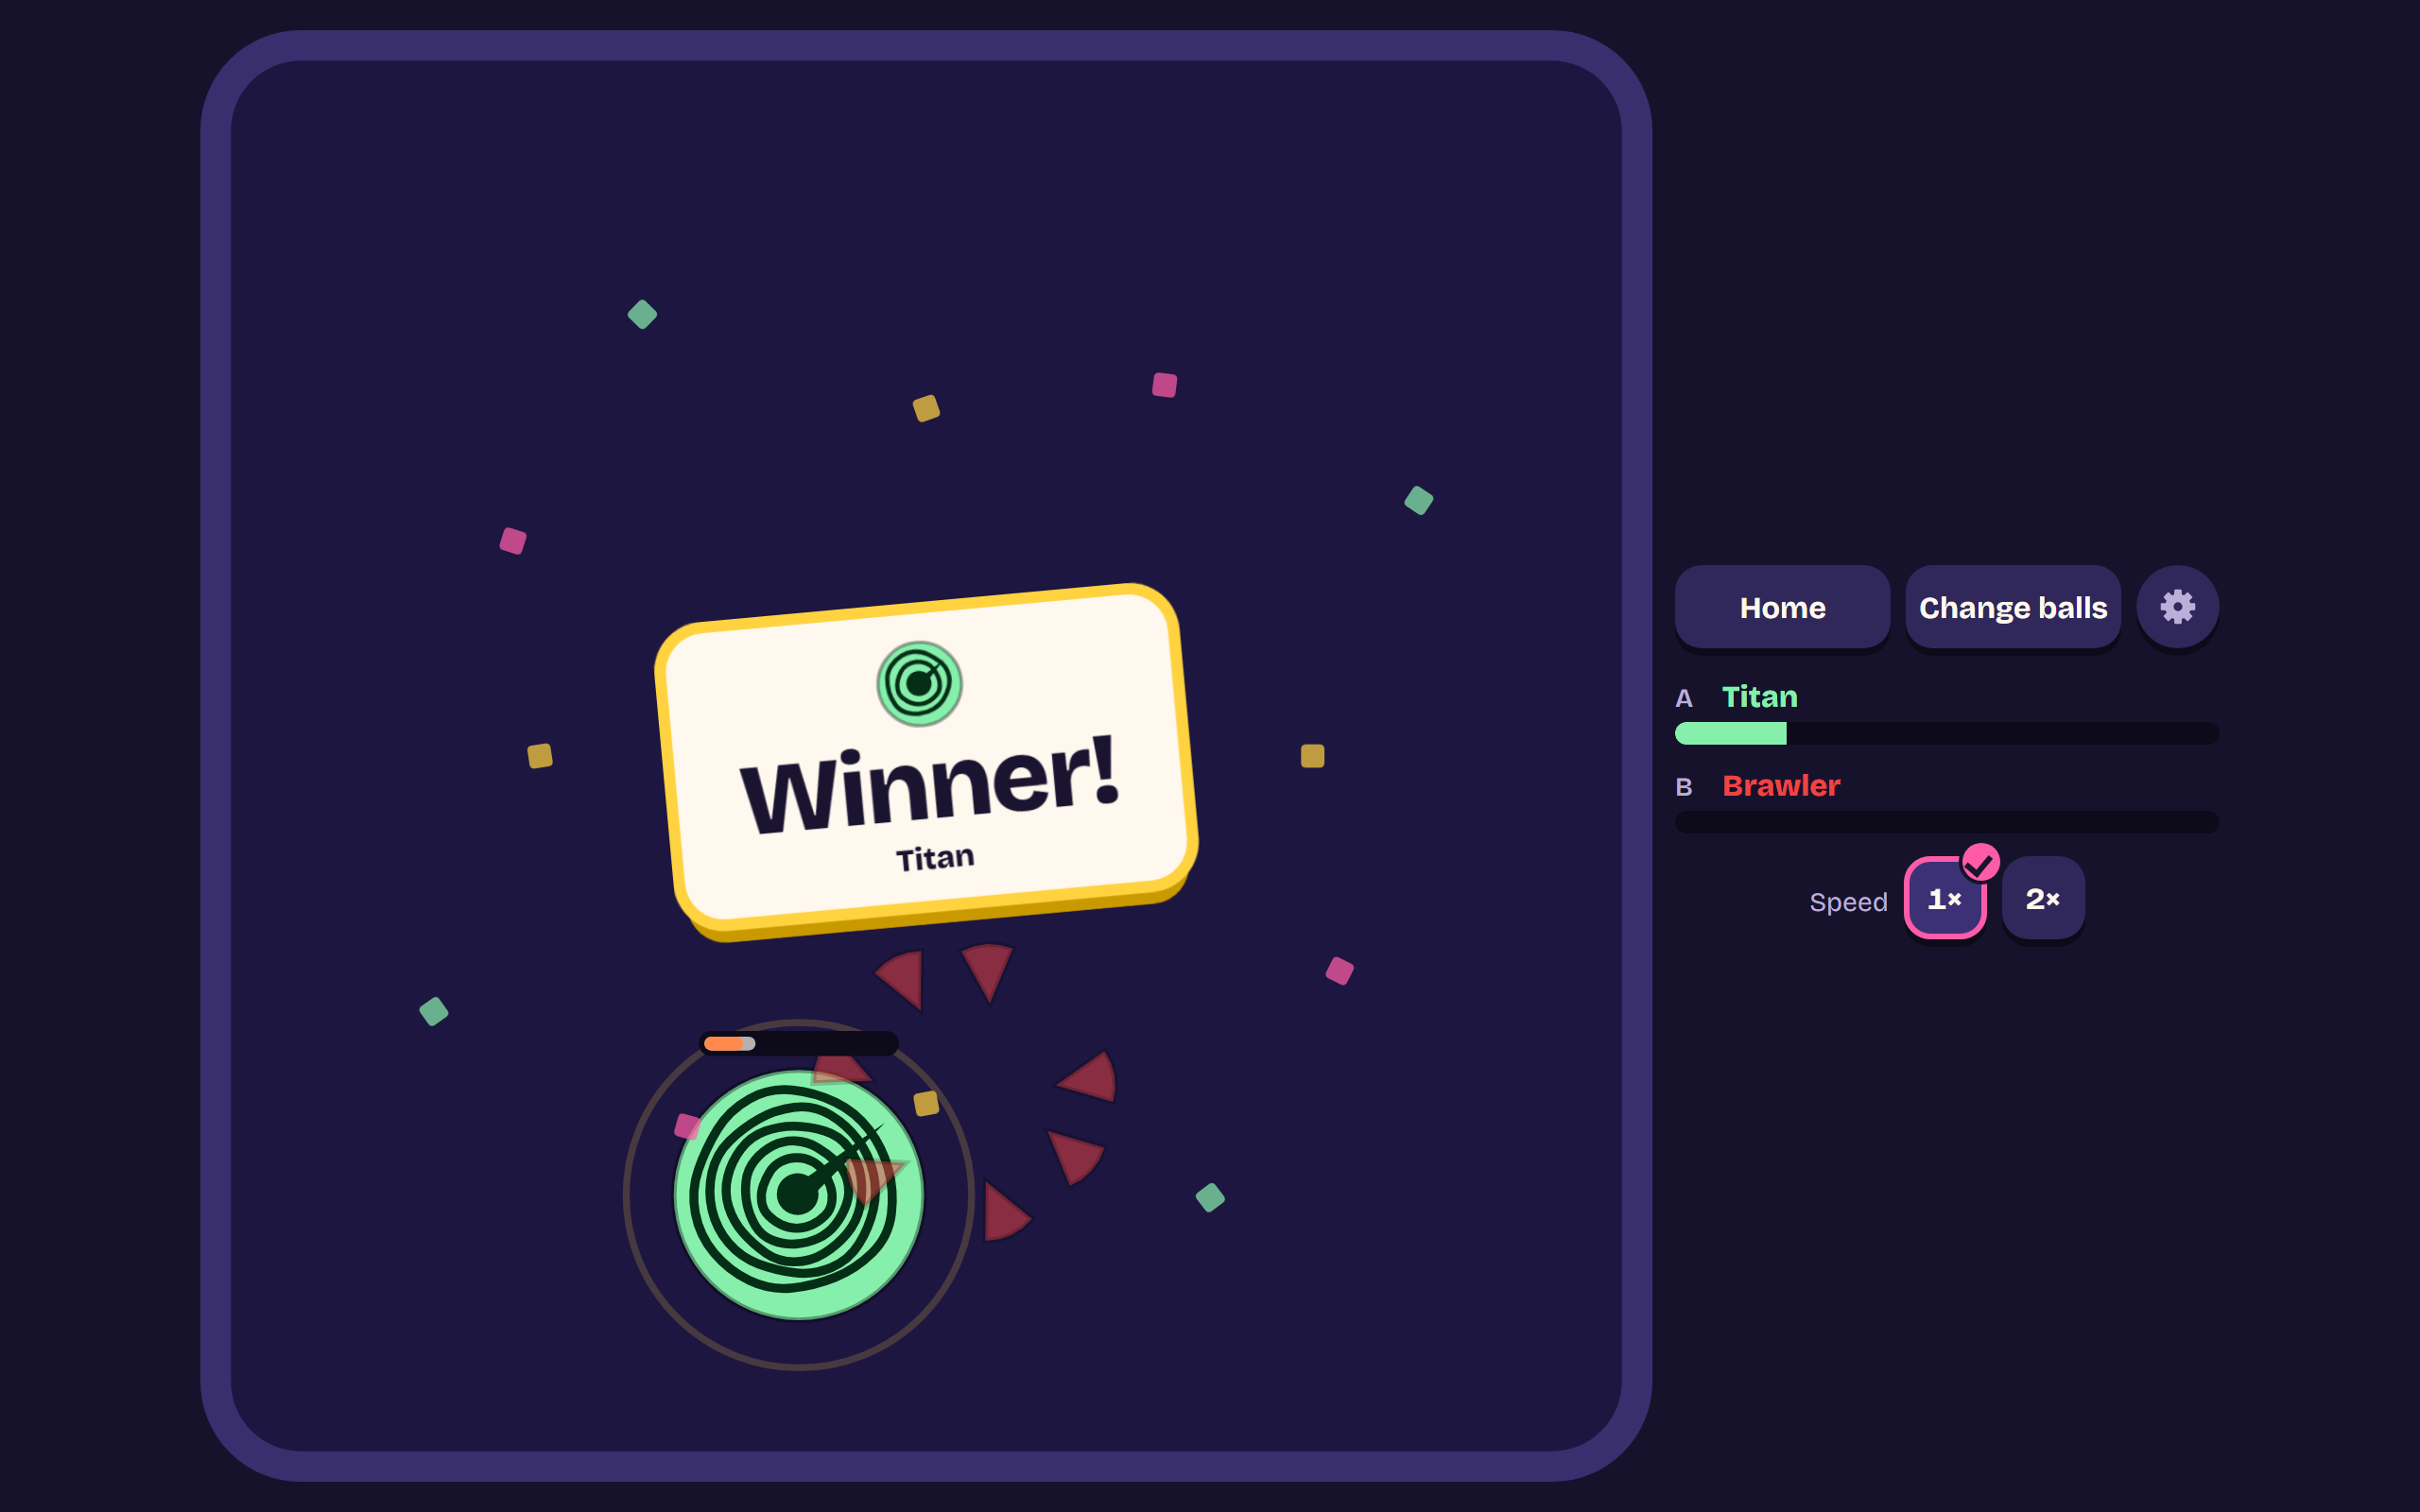 Winner!
Titan
Home
Change balls
A Titan
B Brawler
Speed
1×
2×